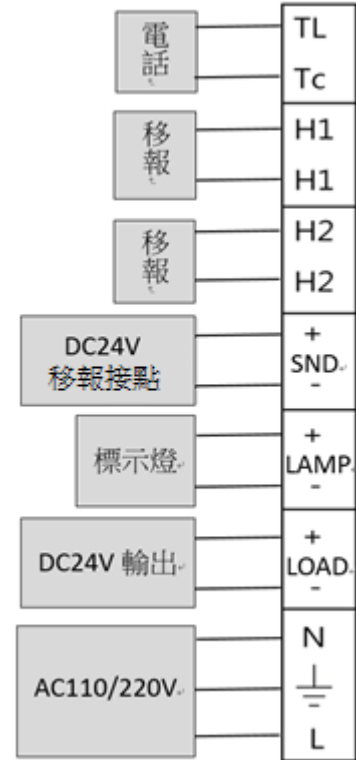 電話
TL
Tc
移報
H1
H1
移報
H2
H2
DC24V
移報接點
+
SND
-
標示燈
+
LAMP
-
DC24V 輸出
+
LOAD
-
AC110/220V
N
L